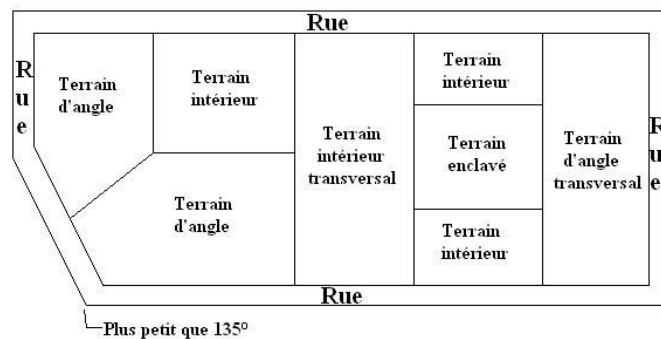 Rue
R
u
e
Terrain
d'angle
Terrain
intérieur
Terrain
intérieur
transversal
Terrain
intérieur
Terrain
enclavé
Terrain
d'angle
transversal
R
u
e
Terrain
d'angle
Terrain
intérieur
Rue
Plus petit que 135°